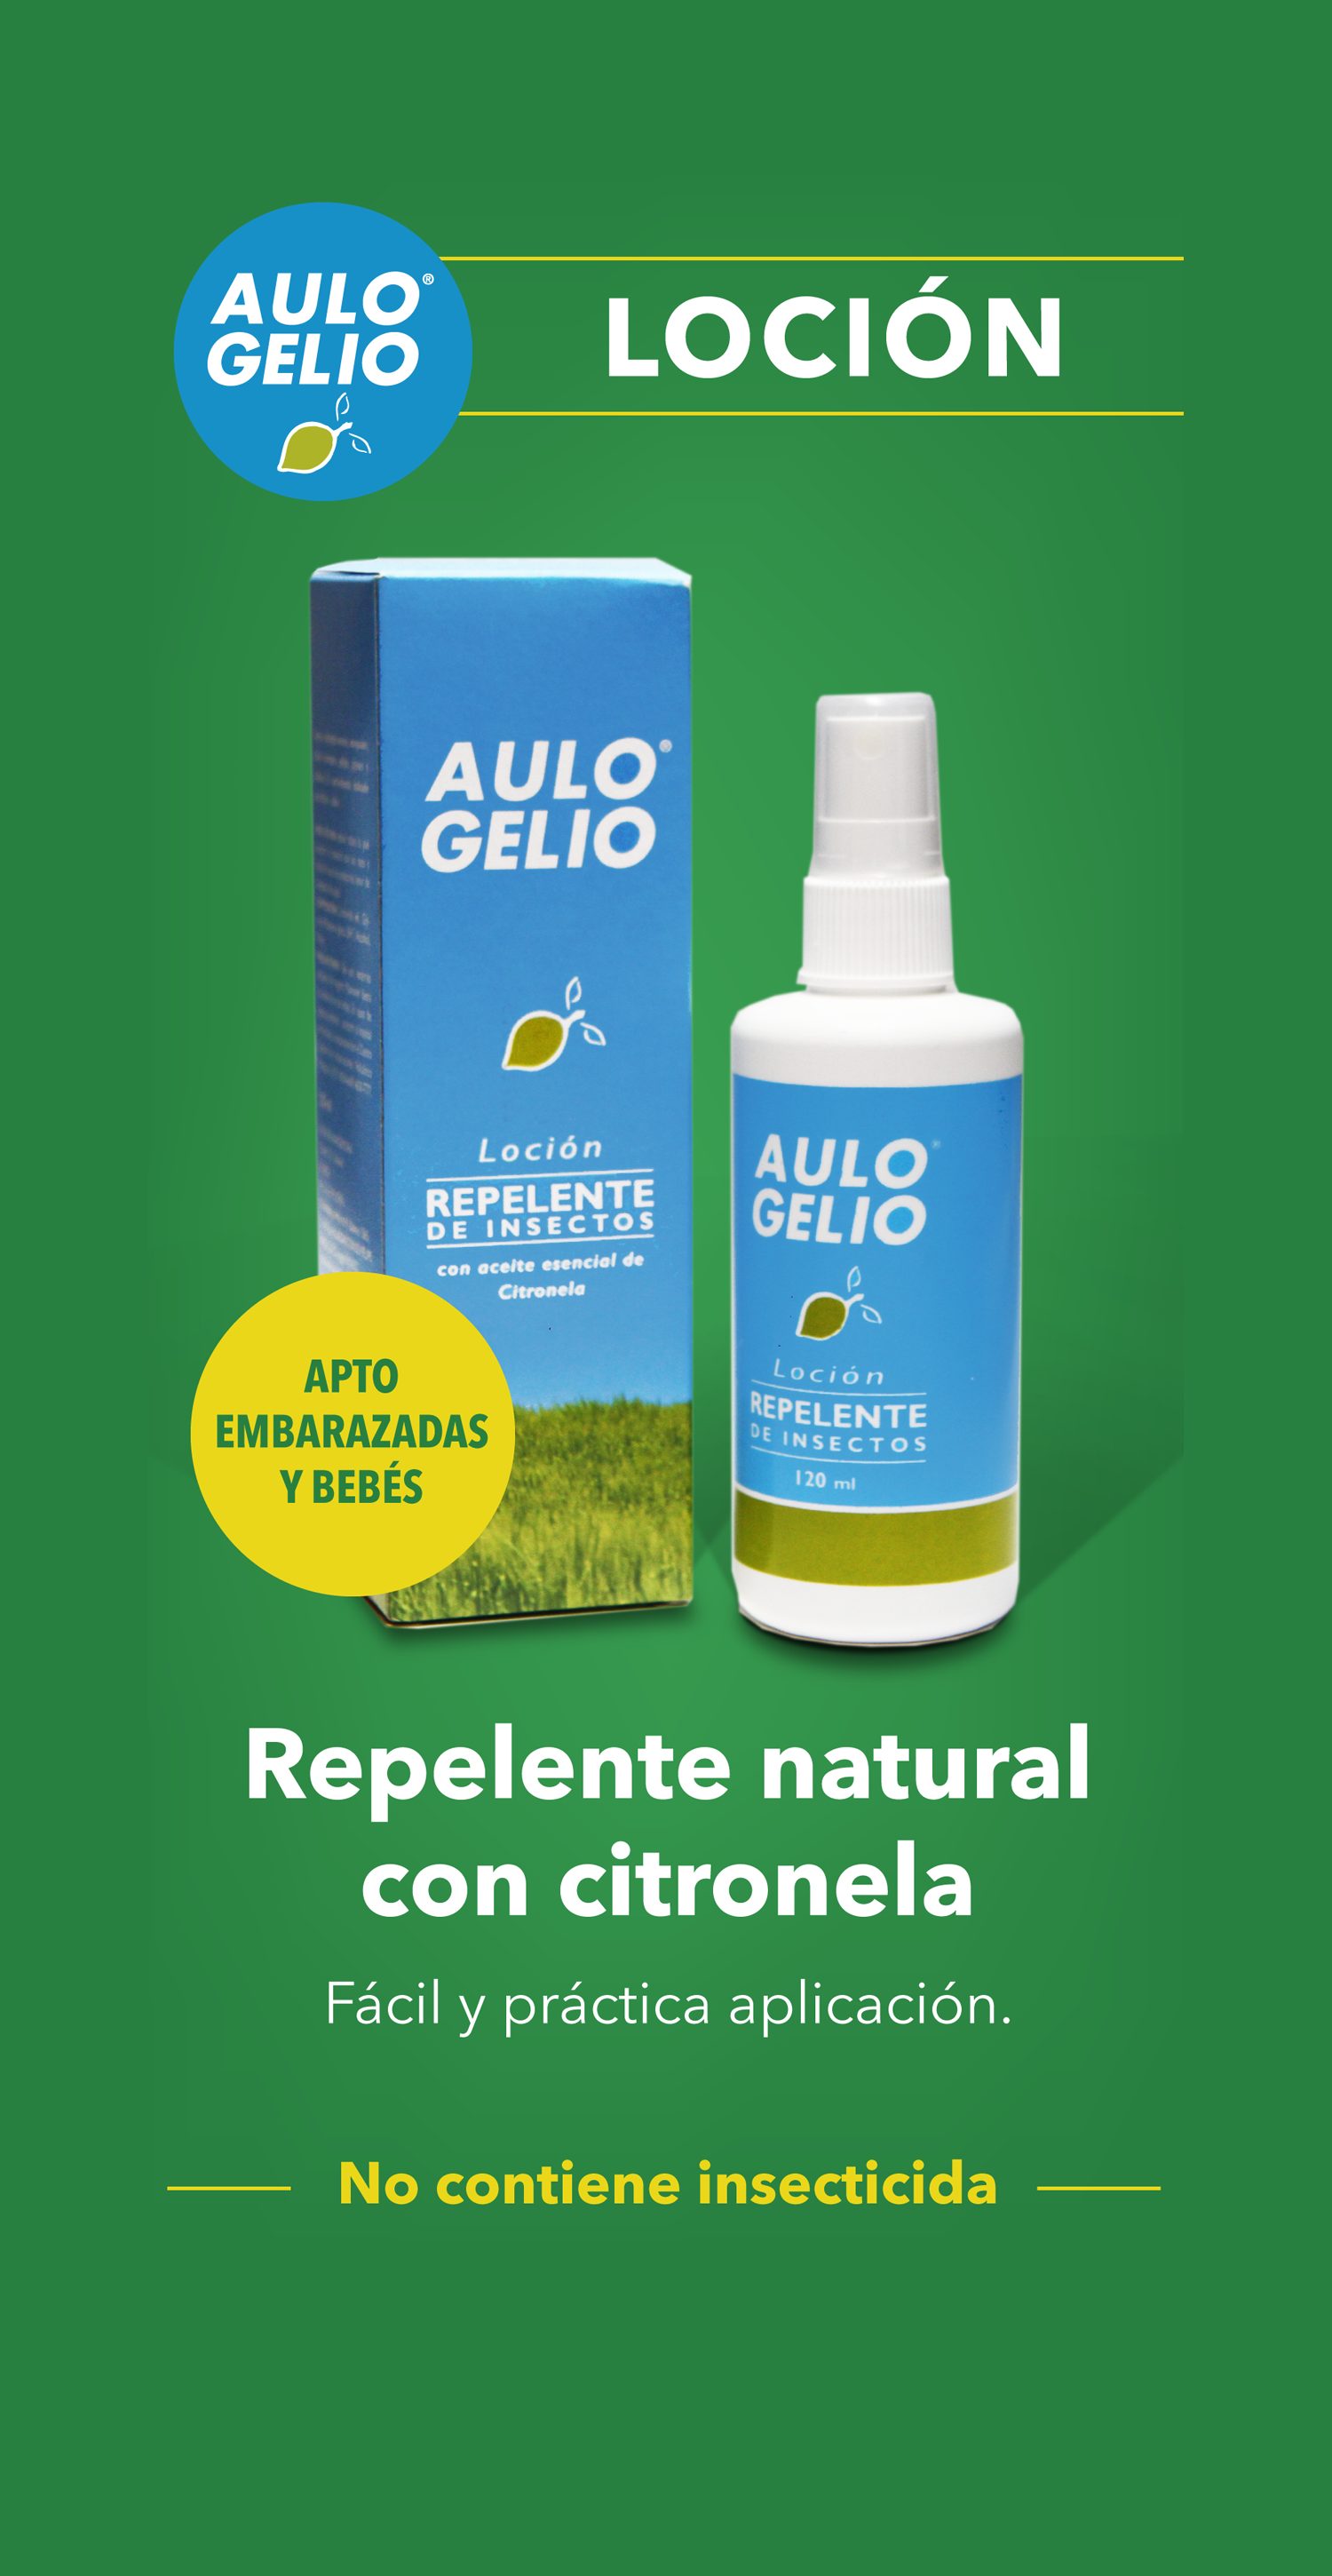 AULO®
GELIO
LOCIÓN
AULO®
GELIO
Loción
REPELENTE
DE INSECTOS
con aceite esencial de
Citronela
AULO
GELIO
Loción
REPELENTE
DE INSECTOS
120 ml
APTO
EMBARAZADAS
Y BEBÉS
Repelente natural
con citronela
Fácil y práctica aplicación.
No contiene insecticida